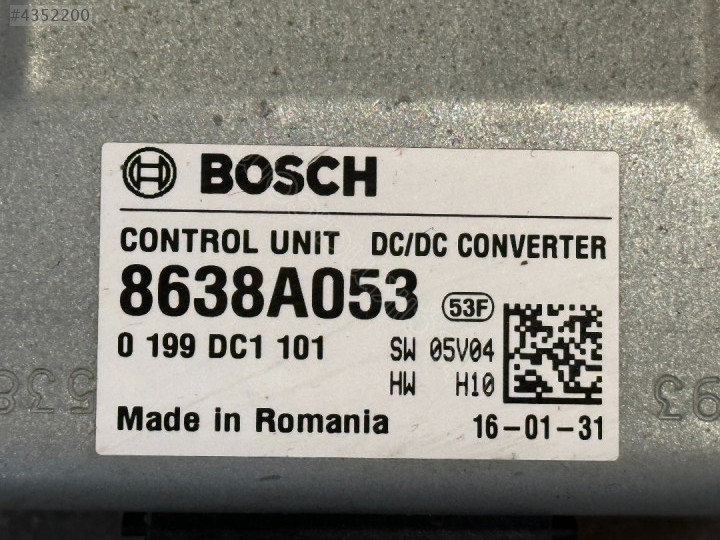 #4352200
BOSCH
CONTROL UNIT DC/DC CONVERTER
8638A053 53F
0 199 DC1 101 SW 05V04
HW H10
Made in Romania 16-01-31